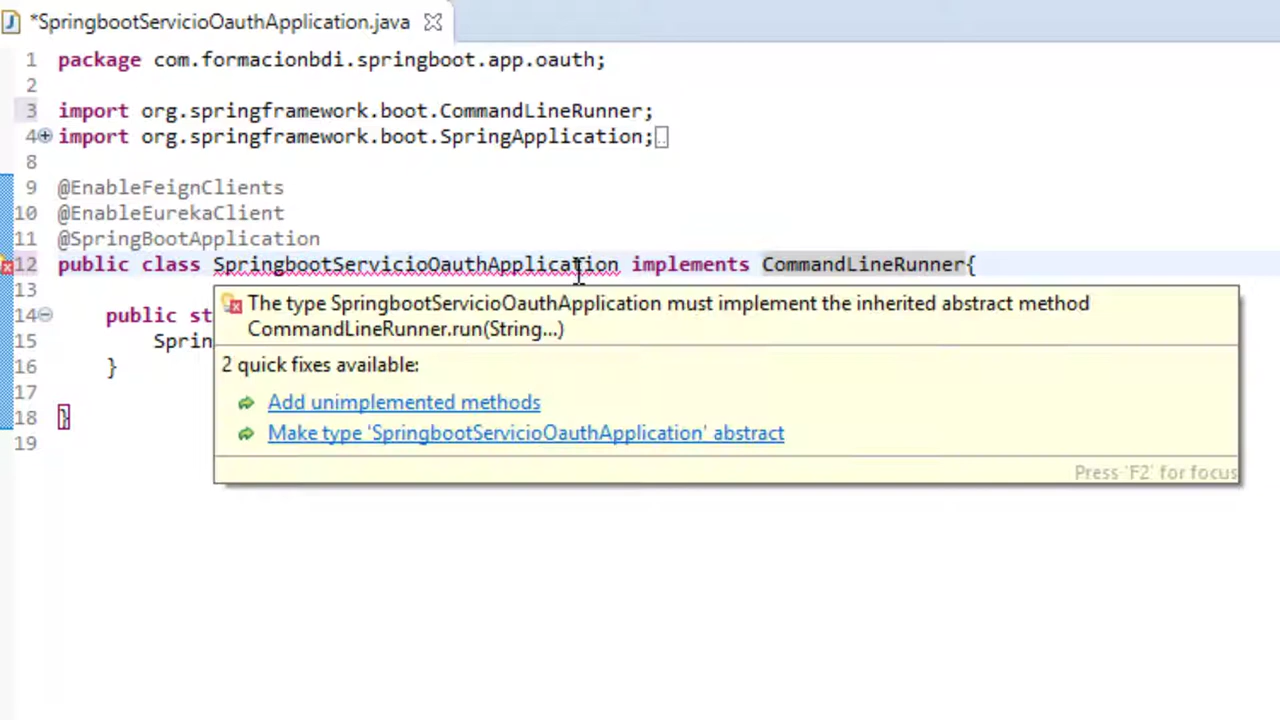 *SpringbootServicioOauthApplication.java
1 package com.formacionbdi.springboot.app.oauth;
2
3 import org.springframework.boot.CommandLineRunner;
4 import org.springframework.boot.SpringApplication;
8
9 @EnableFeignClients
10 @EnableEurekaClient
11 @SpringBootApplication
12 public class SpringbootServicioOauthApplication implements CommandLineRunner{
13
The type SpringbootServicioOauthApplication must implement the inherited abstract method
14 public st
CommandLineRunner.run(String...)
15 Sprin
16 }
2 quick fixes available:
17
Add unimplemented methods
18 }
Make type 'SpringbootServicioOauthApplication' abstract
19
Press 'F2' for focus